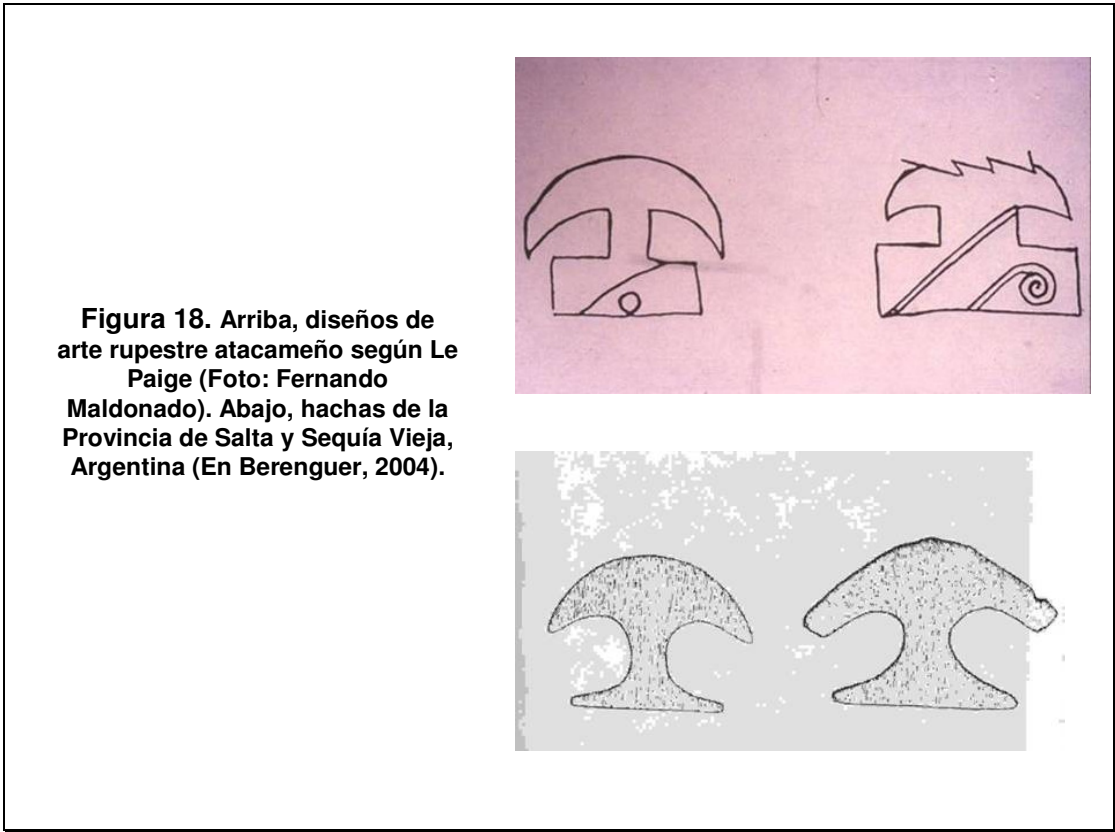 Figura 18. Arriba, diseños de
arte rupestre atacameño según Le
Paige (Foto: Fernando
Maldonado). Abajo, hachas de la
Provincia de Salta y Sequía Vieja,
Argentina (En Berenguer, 2004).